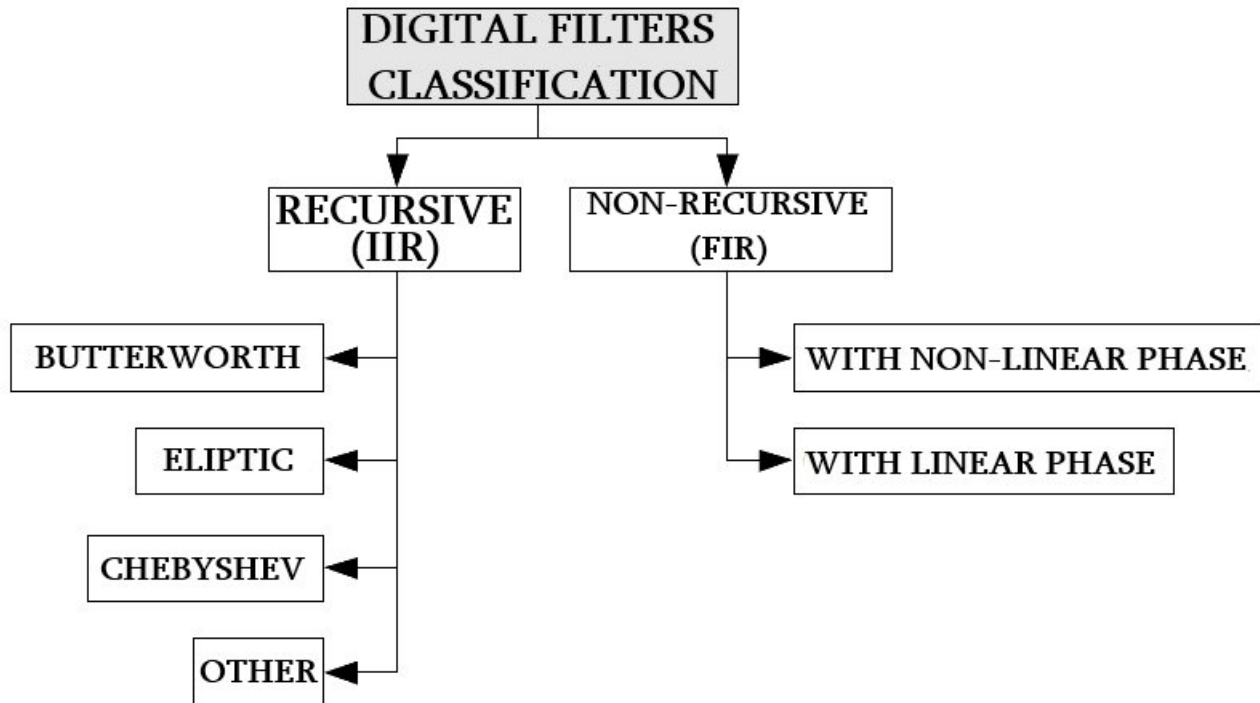 DIGITAL FILTERS
CLASSIFICATION
RECURSIVE
(IIR)
NON-RECURSIVE
(FIR)
BUTTERWORTH
ELIPTIC
CHEBYSHEV
OTHER
WITH NON-LINEAR PHASE
WITH LINEAR PHASE